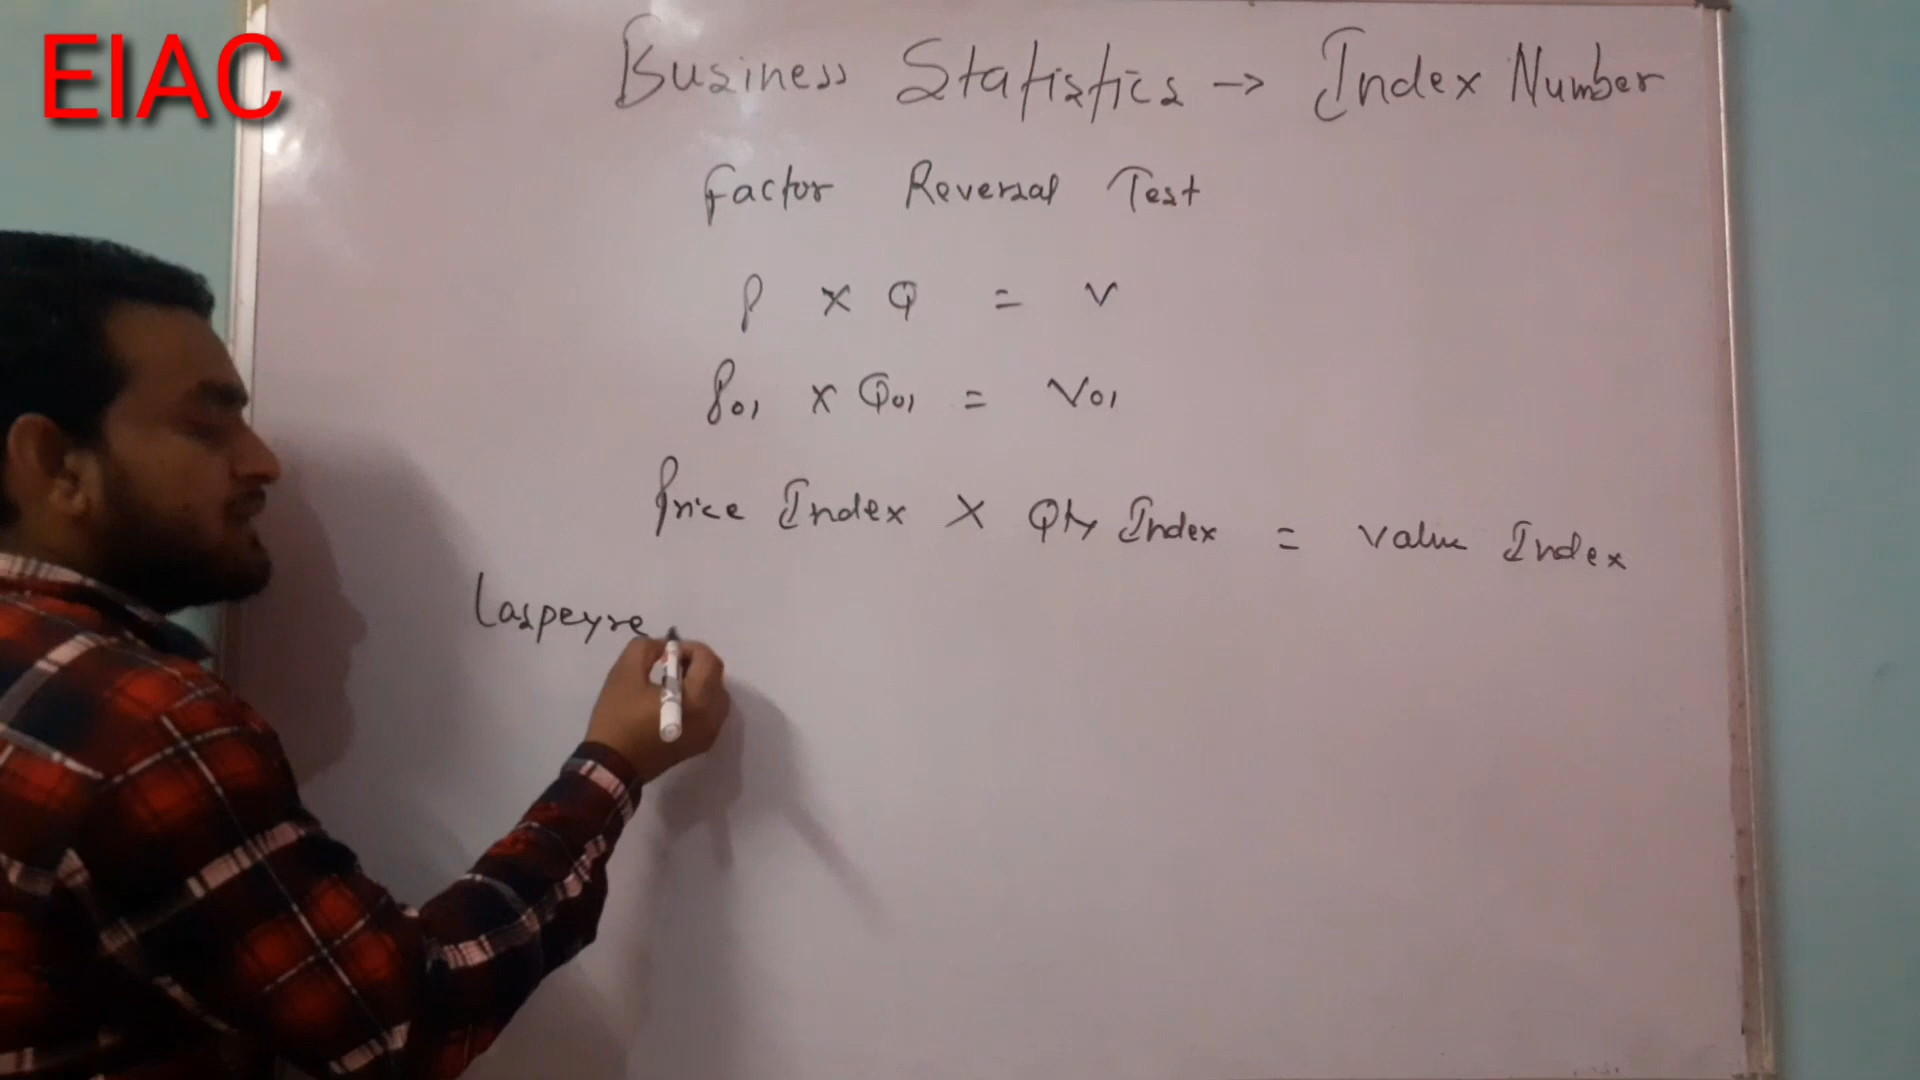 EIAC
Business Statistics → Index Number
Factor Reversal Test
P × Q = V
P01 × Q01 = V01
Price Index × Qty Index = Value Index
Laspeyre